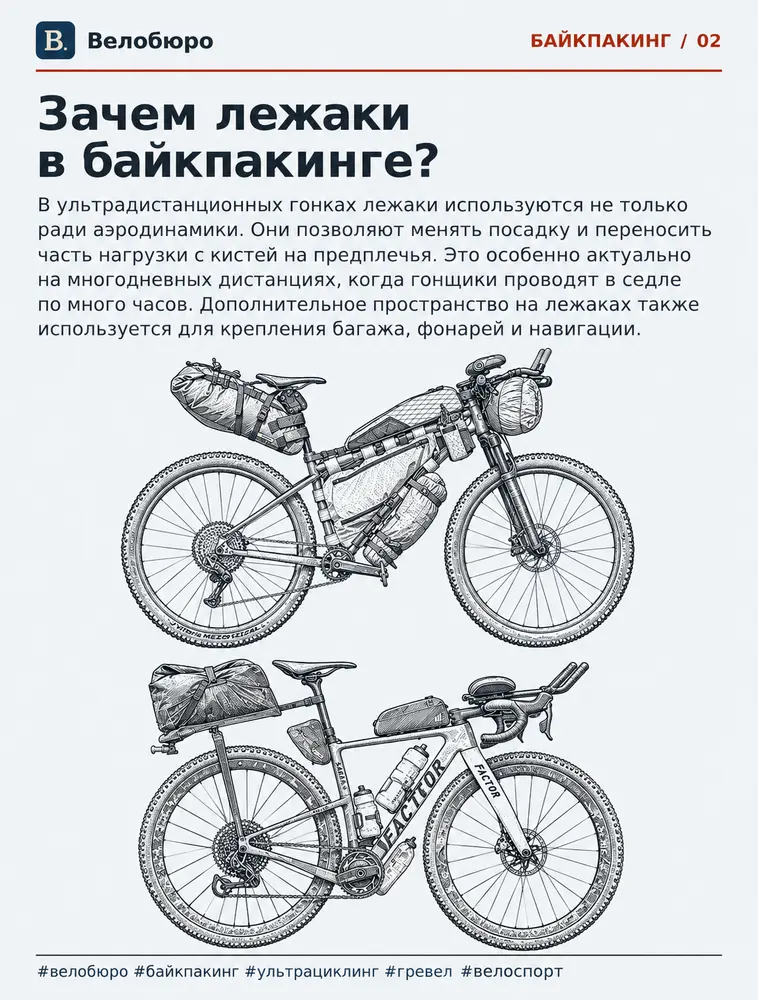 B.
Велобюро
БАЙКПАКИНГ / 02
Зачем лежаки
в байкпакинге?
В ультрадистанционных гонках лежаки используются не только
ради аэродинамики. Они позволяют менять посадку и переносить
часть нагрузки с кистей на предплечья. Это особенно актуально
на многодневных дистанциях, когда гонщики проводят в седле
по много часов. Дополнительное пространство на лежаках также
используется для крепления багажа, фонарей и навигации.
FACTOR
#велобюро #байкпакинг #ультрациклинг #гревел #велоспорт